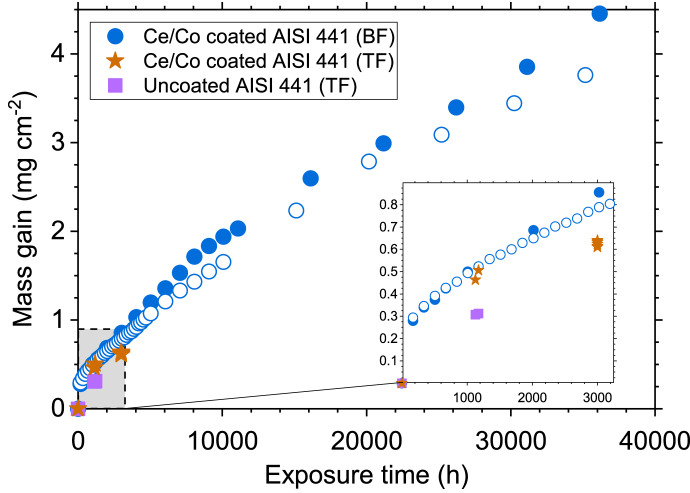 Mass gain (mg cm⁻²)
4
3
2
1
0
Ce/Co coated AISI 441 (BF)
Ce/Co coated AISI 441 (TF)
Uncoated AISI 441 (TF)
0.8
0.7
0.6
0.5
0.4
0.3
0.2
0.1
1000 2000 3000
0 10000 20000 30000 40000
Exposure time (h)